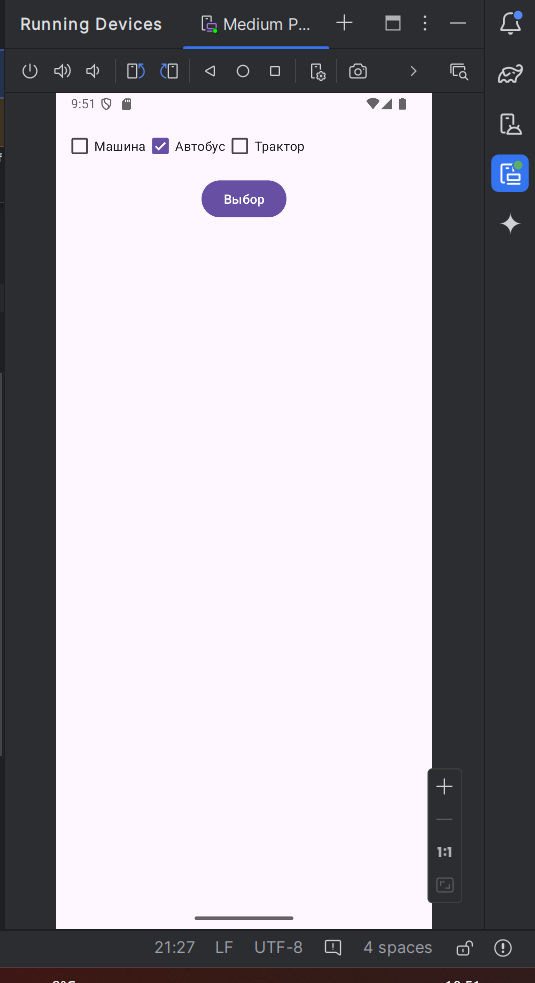 Running Devices
Medium P...
9:51
Машина
Автобус
Трактор
Выбор
1:1
21:27
LF
UTF-8
4 spaces